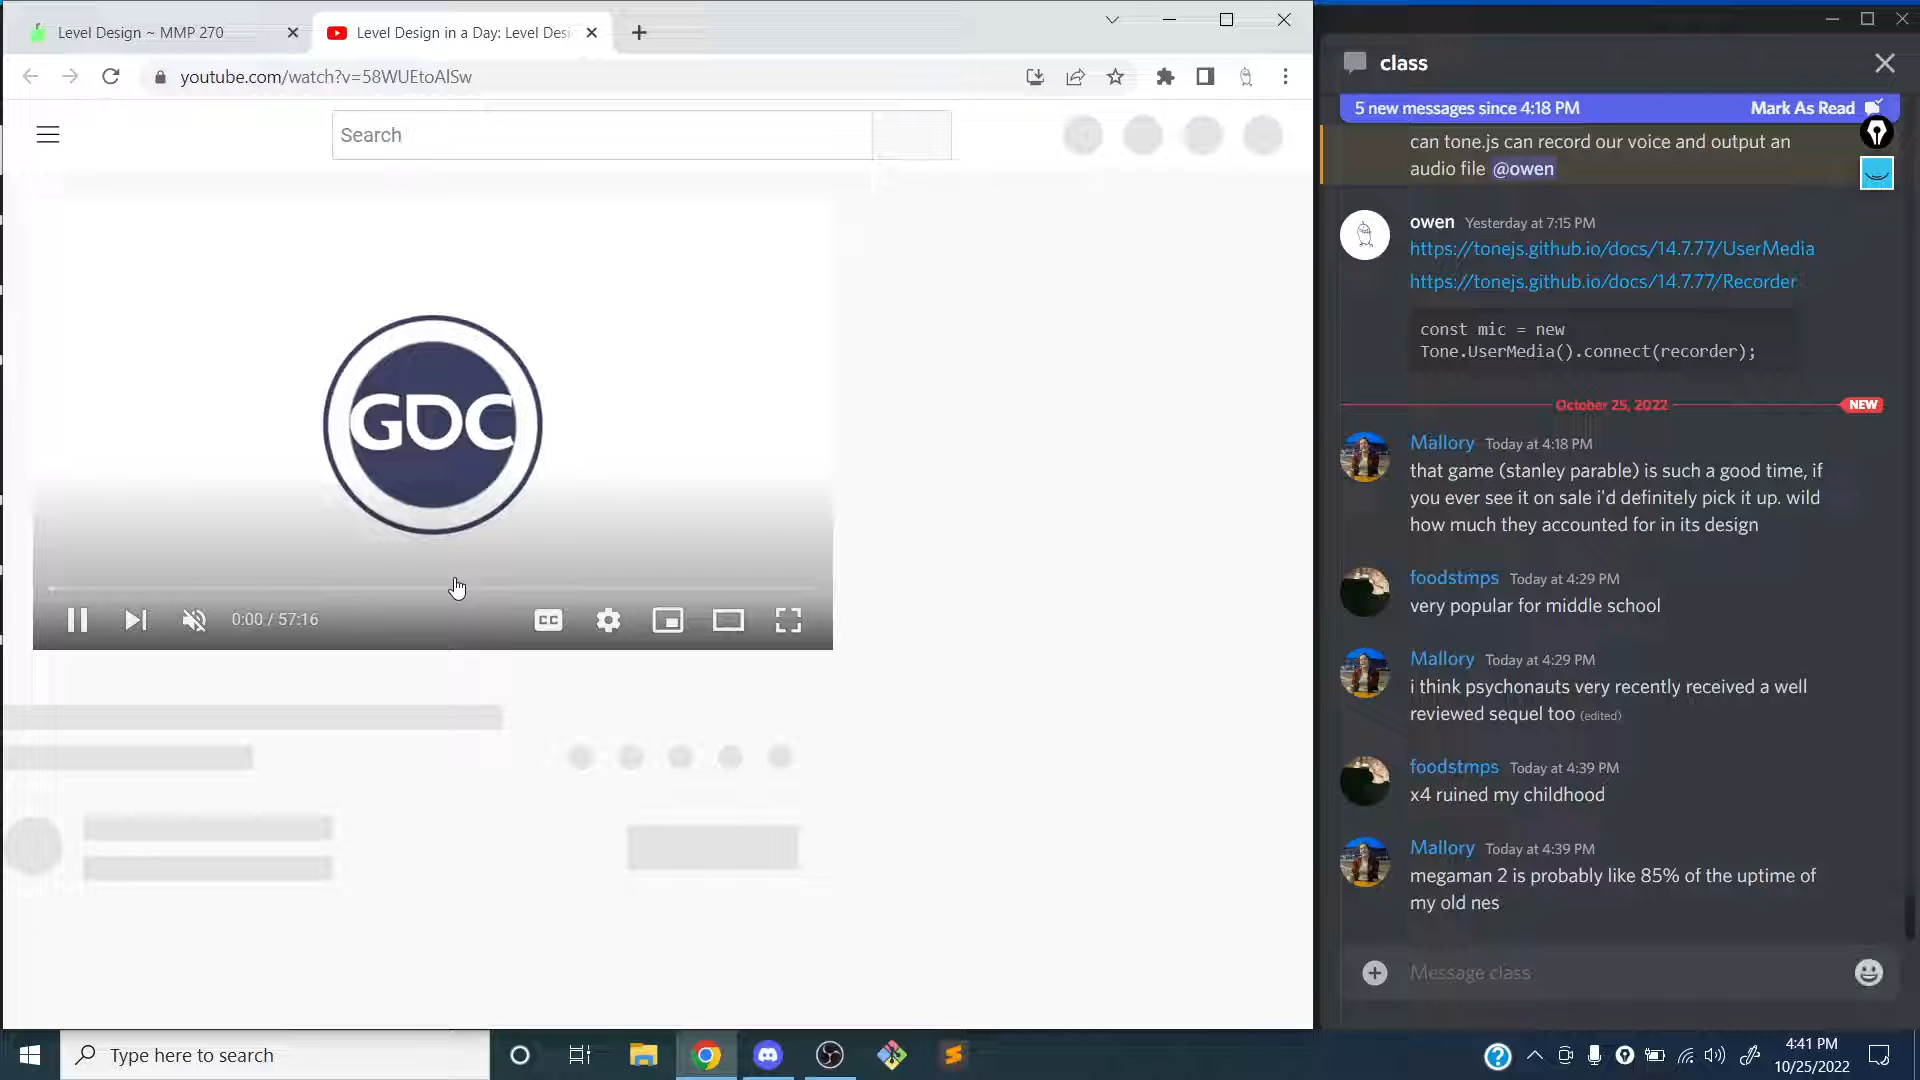 Level Design ~ MMP 270
Level Design in a Day: Level Desi
youtube.com/watch?v=58WUEtoAlSw
Search
GDC
0:00 / 57:16
CC
class
5 new messages since 4:18 PM
Mark As Read
can tone.js can record our voice and output an
audio file @owen
owen Yesterday at 7:15 PM
https://tonejs.github.io/docs/14.7.77/UserMedia
https://tonejs.github.io/docs/14.7.77/Recorder
const mic = new
Tone.UserMedia().connect(recorder);
October 25, 2022
NEW
Mallory Today at 4:18 PM
that game (stanley parable) is such a good time, if
you ever see it on sale i'd definitely pick it up. wild
how much they accounted for in its design
foodstmps Today at 4:29 PM
very popular for middle school
Mallory Today at 4:29 PM
i think psychonauts very recently received a well
reviewed sequel too (edited)
foodstmps Today at 4:39 PM
x4 ruined my childhood
Mallory Today at 4:39 PM
megaman 2 is probably like 85% of the uptime of
my old nes
Message class
Type here to search
4:41 PM
10/25/2022